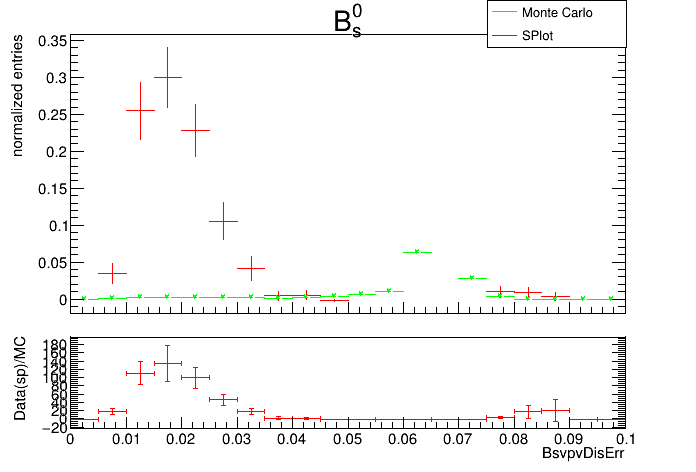 B⁰ₛ
Monte Carlo
SPlot
normalized entries
0.35
0.3
0.25
0.2
0.15
0.1
0.05
0
Data(sp)/MC
180
160
140
120
100
80
60
40
20
0
−20
0 0.01 0.02 0.03 0.04 0.05 0.06 0.07 0.08 0.09 0.1
BsvpvDisErr